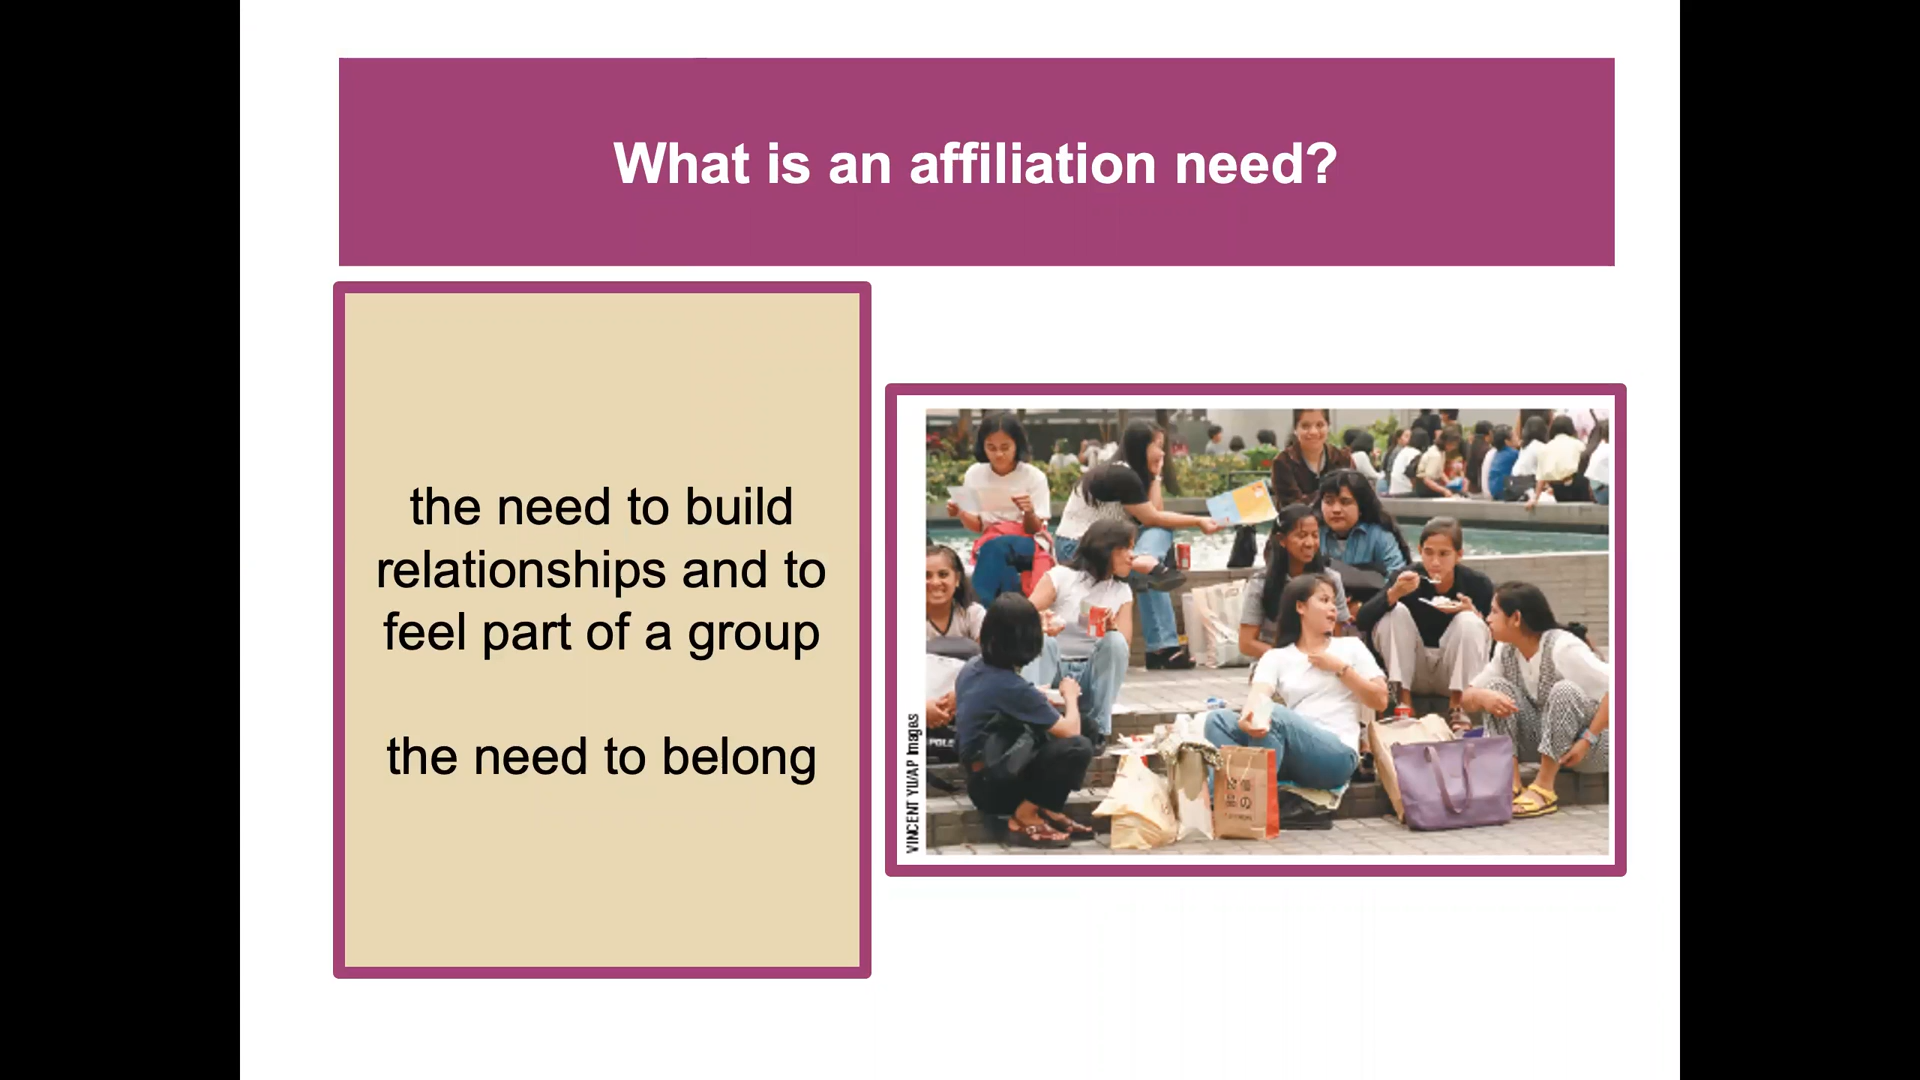 What is an affiliation need?
the need to build
relationships and to
feel part of a group
the need to belong
VINCENT YU/AP Images